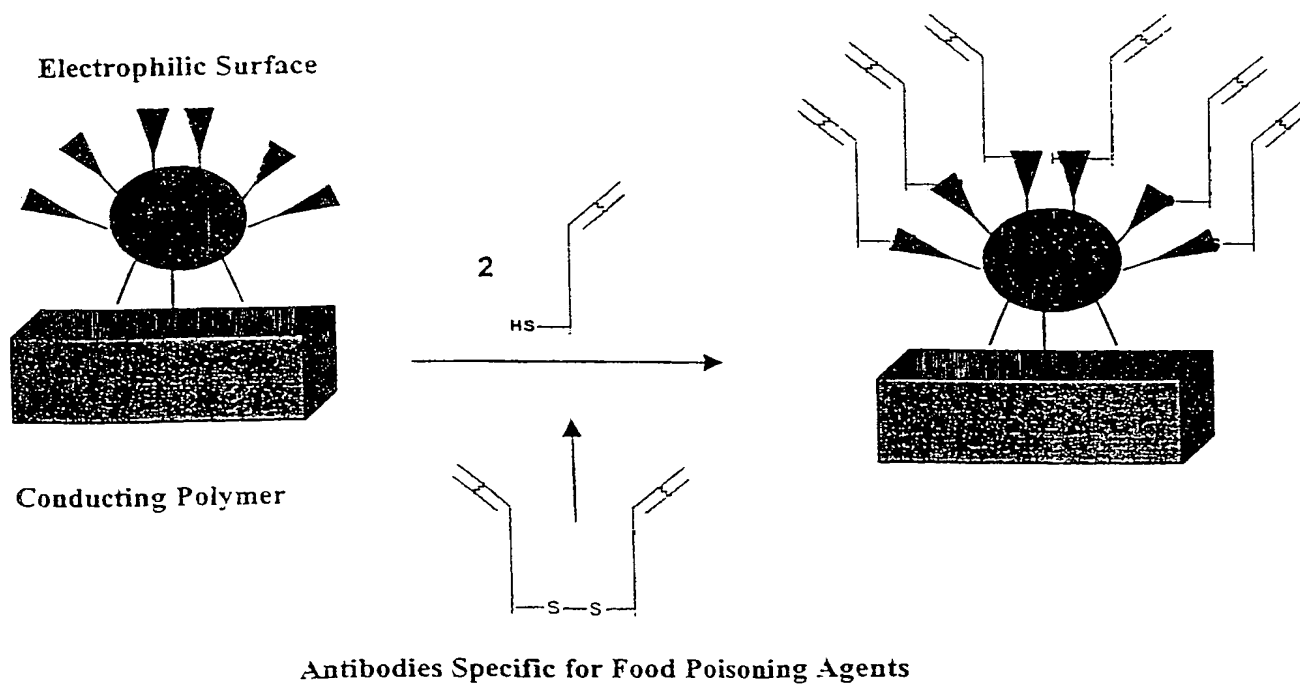 Electrophilic Surface
2
HS
Conducting Polymer
S—S
Antibodies Specific for Food Poisoning Agents